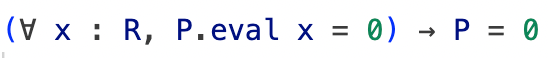 (∀ x : R, P.eval x = 0) → P = 0